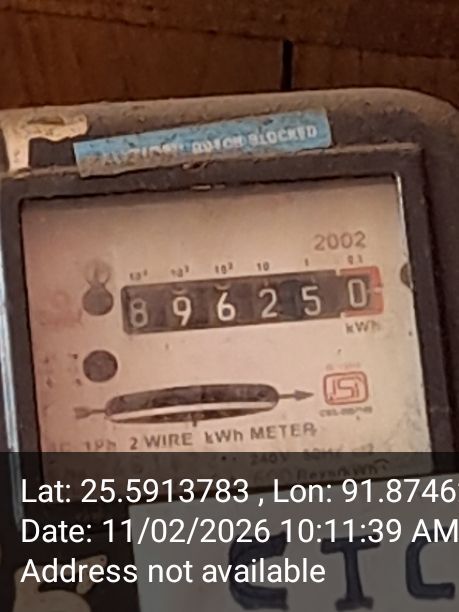 BLOCKED
2002
10⁴ 10³ 10² 10 1 0.1
8 9 6 2 5 0
kWh
ISI
1Ph 2 WIRE kWh METER
Lat: 25.5913783 , Lon: 91.8746
Date: 11/02/2026 10:11:39 AM
Address not available
CTC